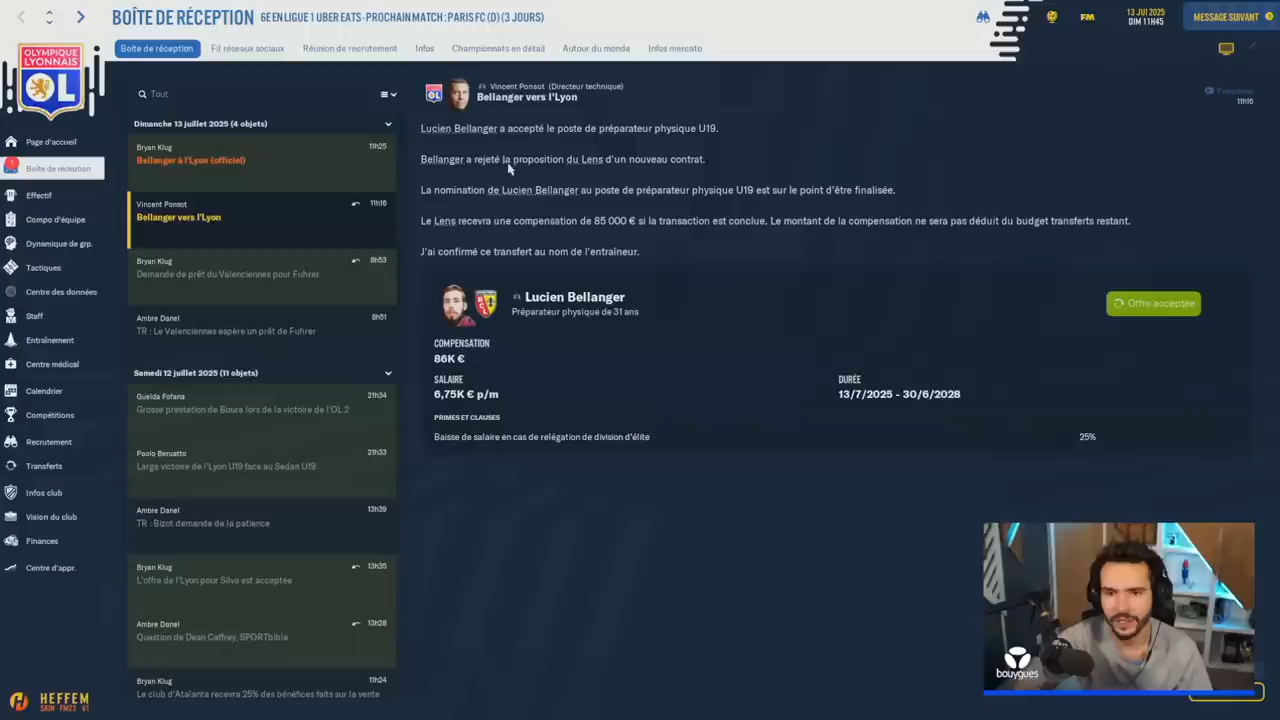 BOÎTE DE RÉCEPTION
6E EN LIGUE 1 UBER EATS · PROCHAIN MATCH : PARIS FC (D) (3 JOURS)
FM
13 JUI 2025
DIM 11H45
MESSAGE SUIVANT
OLYMPIQUE
LYONNAIS
OL
Boîte de réception
Fil réseaux sociaux
Réunion de recrutement
Infos
Championnats en détail
Autour du monde
Infos mercato
Page d'accueil
Boîte de réception
Effectif
Compo d'équipe
Dynamique de grp.
Tactiques
Centre des données
Staff
Entraînement
Centre médical
Calendrier
Compétitions
Recrutement
Transferts
Infos club
Vision du club
Finances
Centre d'appr.
HEFFEM
SKIN FM23 V1
Tout
Dimanche 13 juillet 2025 (4 objets)
Bryan Klug 11h25
Bellanger à l'Lyon (officiel)
Vincent Ponsot 11h16
Bellanger vers l'Lyon
Bryan Klug 8h53
Demande de prêt du Valenciennes pour Fuhrer
Ambre Danel 8h51
TR : Le Valenciennes espère un prêt de Fuhrer
Samedi 12 juillet 2025 (11 objets)
Gueïda Fofana 21h34
Grosse prestation de Boura lors de la victoire de l'OL 2
Paolo Beruatto 21h33
Large victoire de l'Lyon U19 face au Sedan U19
Ambre Danel 13h39
TR : Bizot demande de la patience
Bryan Klug 13h35
L'offre de l'Lyon pour Silva est acceptée
Ambre Danel 13h28
Question de Dean Caffrey, SPORTbible
Bryan Klug 11h24
Le club d'Atalanta recevra 25% des bénéfices faits sur la vente
Vincent Ponsot (Directeur technique)
Bellanger vers l'Lyon
Transferts
11h16
Lucien Bellanger a accepté le poste de préparateur physique U19.
Bellanger a rejeté la proposition du Lens d'un nouveau contrat.
La nomination de Lucien Bellanger au poste de préparateur physique U19 est sur le point d'être finalisée.
Le Lens recevra une compensation de 85 000 € si la transaction est conclue. Le montant de la compensation ne sera pas déduit du budget transferts restant.
J'ai confirmé ce transfert au nom de l'entraîneur.
Lucien Bellanger
Préparateur physique de 31 ans
Offre acceptée
COMPENSATION
86K €
SALAIRE
6,75K € p/m
DURÉE
13/7/2025 - 30/6/2028
PRIMES ET CLAUSES
Baisse de salaire en cas de relégation de division d'élite 25%
bouygues